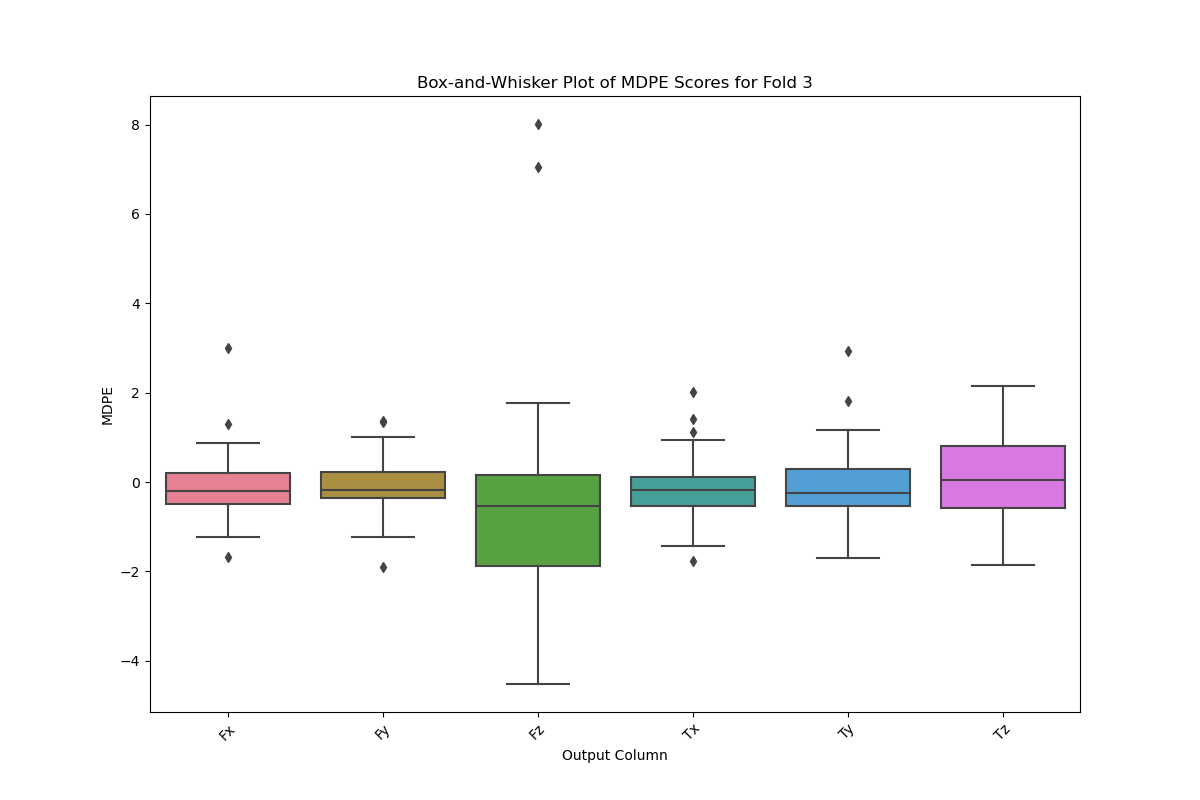 Box-and-Whisker Plot of MDPE Scores for Fold 3
8
6
4
2
0
−2
−4
MDPE
Fx
Fy
Fz
Tx
Ty
Tz
Output Column